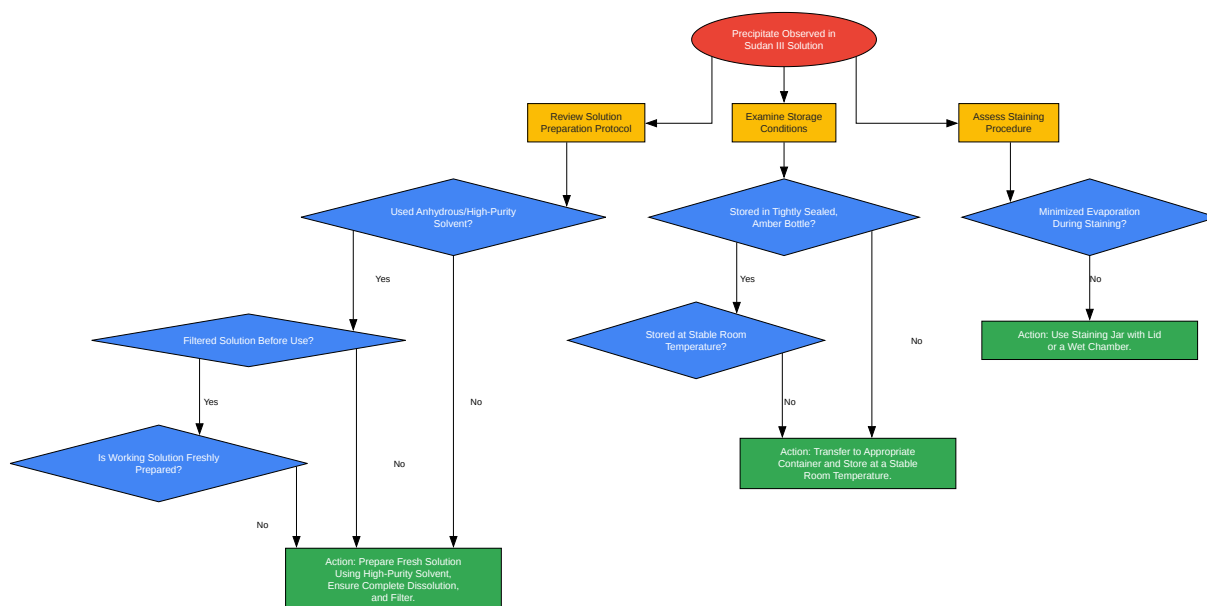 Precipitate Observed in
Sudan III Solution
Review Solution
Preparation Protocol
Examine Storage
Conditions
Assess Staining
Procedure
Used Anhydrous/High-Purity
Solvent?
Stored in Tightly Sealed,
Amber Bottle?
Minimized Evaporation
During Staining?
Yes
Yes
No
Filtered Solution Before Use?
Stored at Stable Room
Temperature?
No
Action: Use Staining Jar with Lid
or a Wet Chamber.
Yes
No
No
Is Working Solution Freshly
Prepared?
No
Action: Transfer to Appropriate
Container and Store at a Stable
Room Temperature.
No
Action: Prepare Fresh Solution
Using High-Purity Solvent,
Ensure Complete Dissolution,
and Filter.